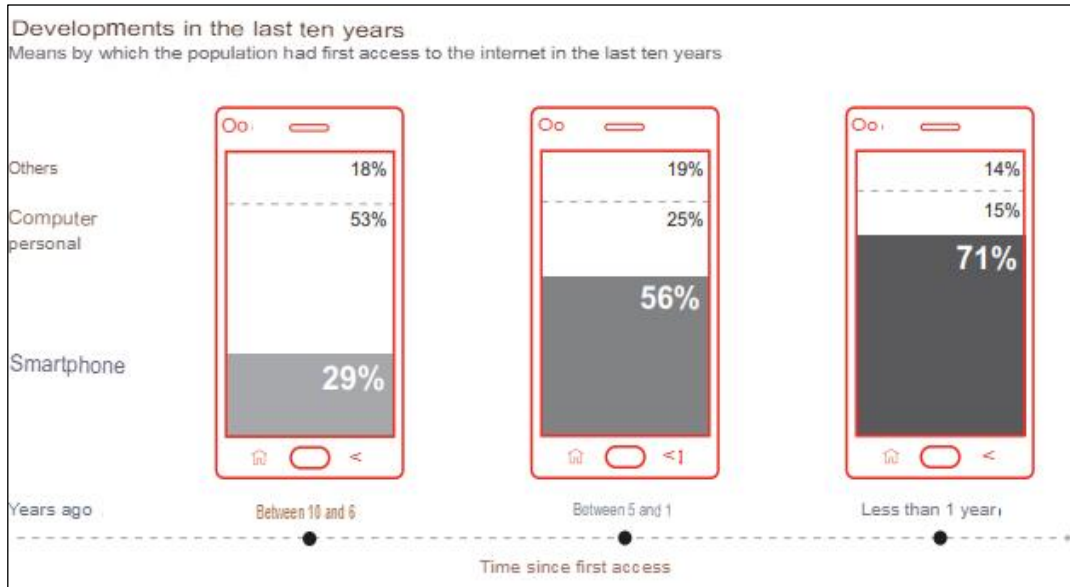 Developments in the last ten years
Means by which the population had first access to the internet in the last ten years
Others 18% 19% 14%
Computer 53% 25% 15%
personal
71%
56%
Smartphone 29%
Years ago Between 10 and 6 Between 5 and 1 Less than 1 year
Time since first access